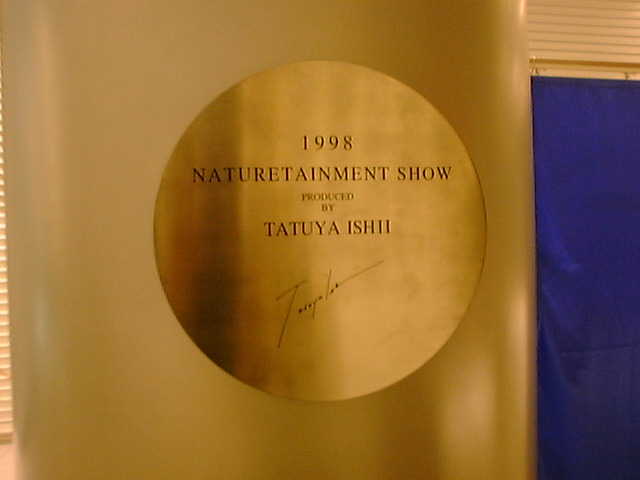 1998
NATURETAINMENT SHOW
PRODUCED
BY
TATUYA ISHII